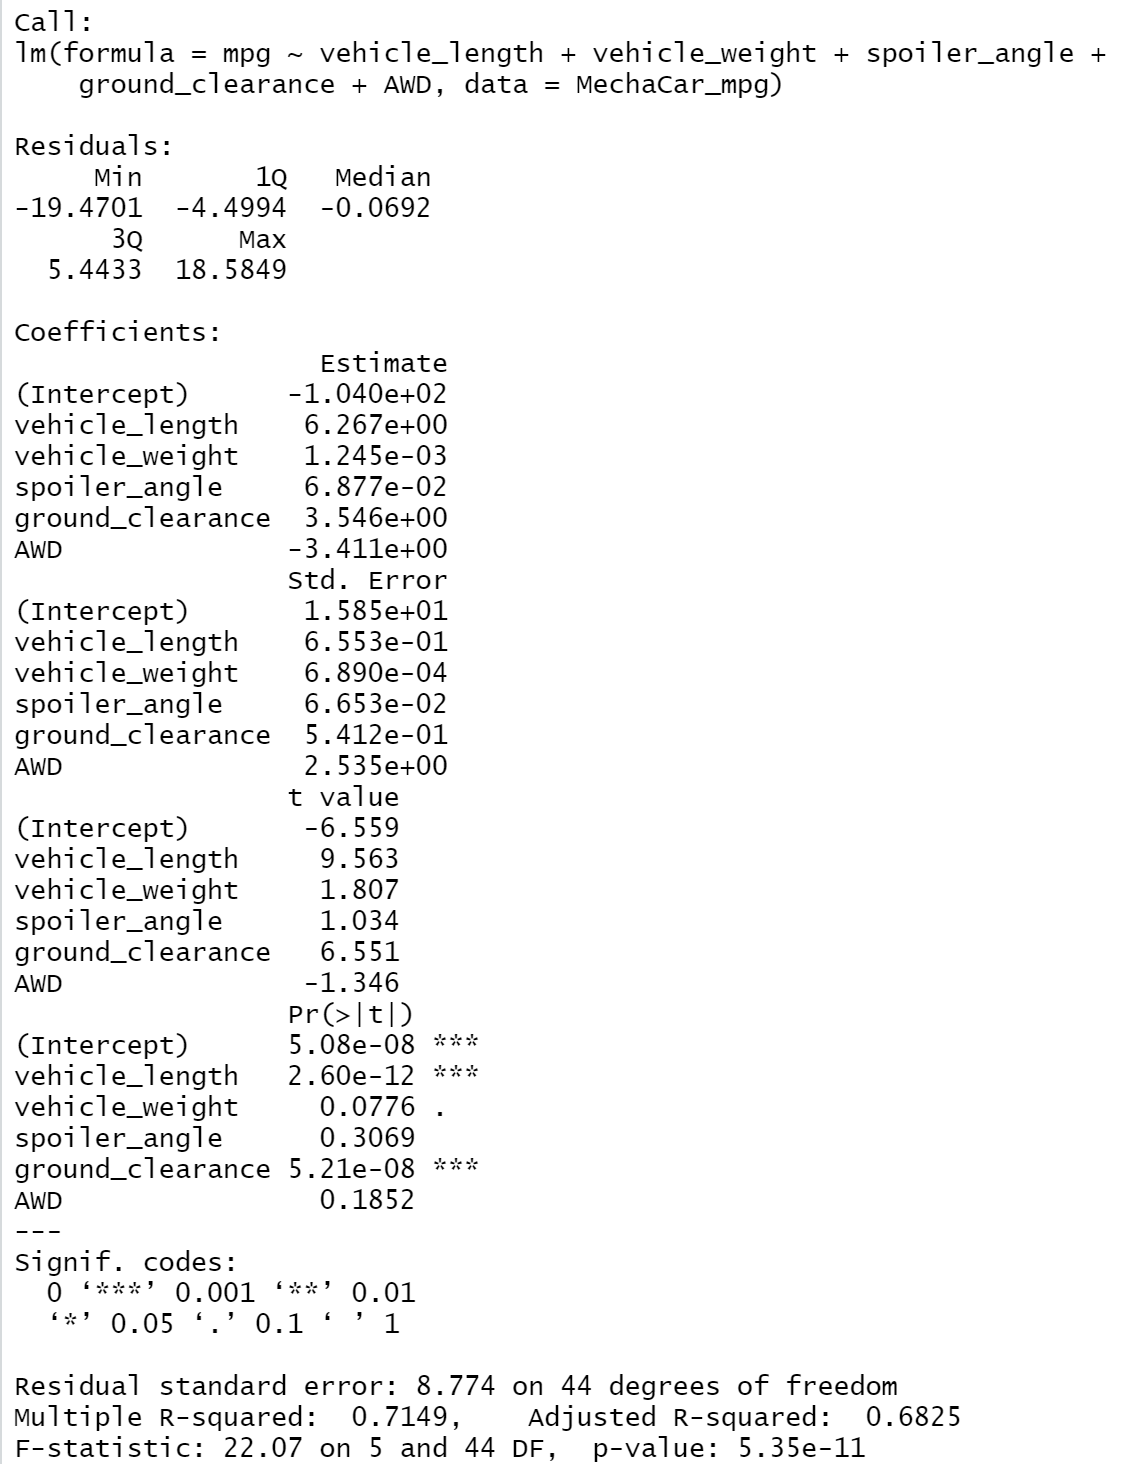 Call:
lm(formula = mpg ~ vehicle_length + vehicle_weight + spoiler_angle +
    ground_clearance + AWD, data = MechaCar_mpg)

Residuals:
     Min       1Q   Median
-19.4701  -4.4994  -0.0692
      3Q      Max
  5.4433  18.5849

Coefficients:
                   Estimate
(Intercept)      -1.040e+02
vehicle_length    6.267e+00
vehicle_weight    1.245e-03
spoiler_angle     6.877e-02
ground_clearance  3.546e+00
AWD              -3.411e+00
                 Std. Error
(Intercept)       1.585e+01
vehicle_length    6.553e-01
vehicle_weight    6.890e-04
spoiler_angle     6.653e-02
ground_clearance  5.412e-01
AWD               2.535e+00
                 t value
(Intercept)       -6.559
vehicle_length     9.563
vehicle_weight     1.807
spoiler_angle      1.034
ground_clearance   6.551
AWD               -1.346
                 Pr(>|t|)
(Intercept)      5.08e-08 ***
vehicle_length   2.60e-12 ***
vehicle_weight     0.0776 .
spoiler_angle      0.3069
ground_clearance 5.21e-08 ***
AWD                0.1852
---
Signif. codes:
  0 ‘***’ 0.001 ‘**’ 0.01
  ‘*’ 0.05 ‘.’ 0.1 ‘ ’ 1

Residual standard error: 8.774 on 44 degrees of freedom
Multiple R-squared:  0.7149,    Adjusted R-squared:  0.6825
F-statistic: 22.07 on 5 and 44 DF,  p-value: 5.35e-11